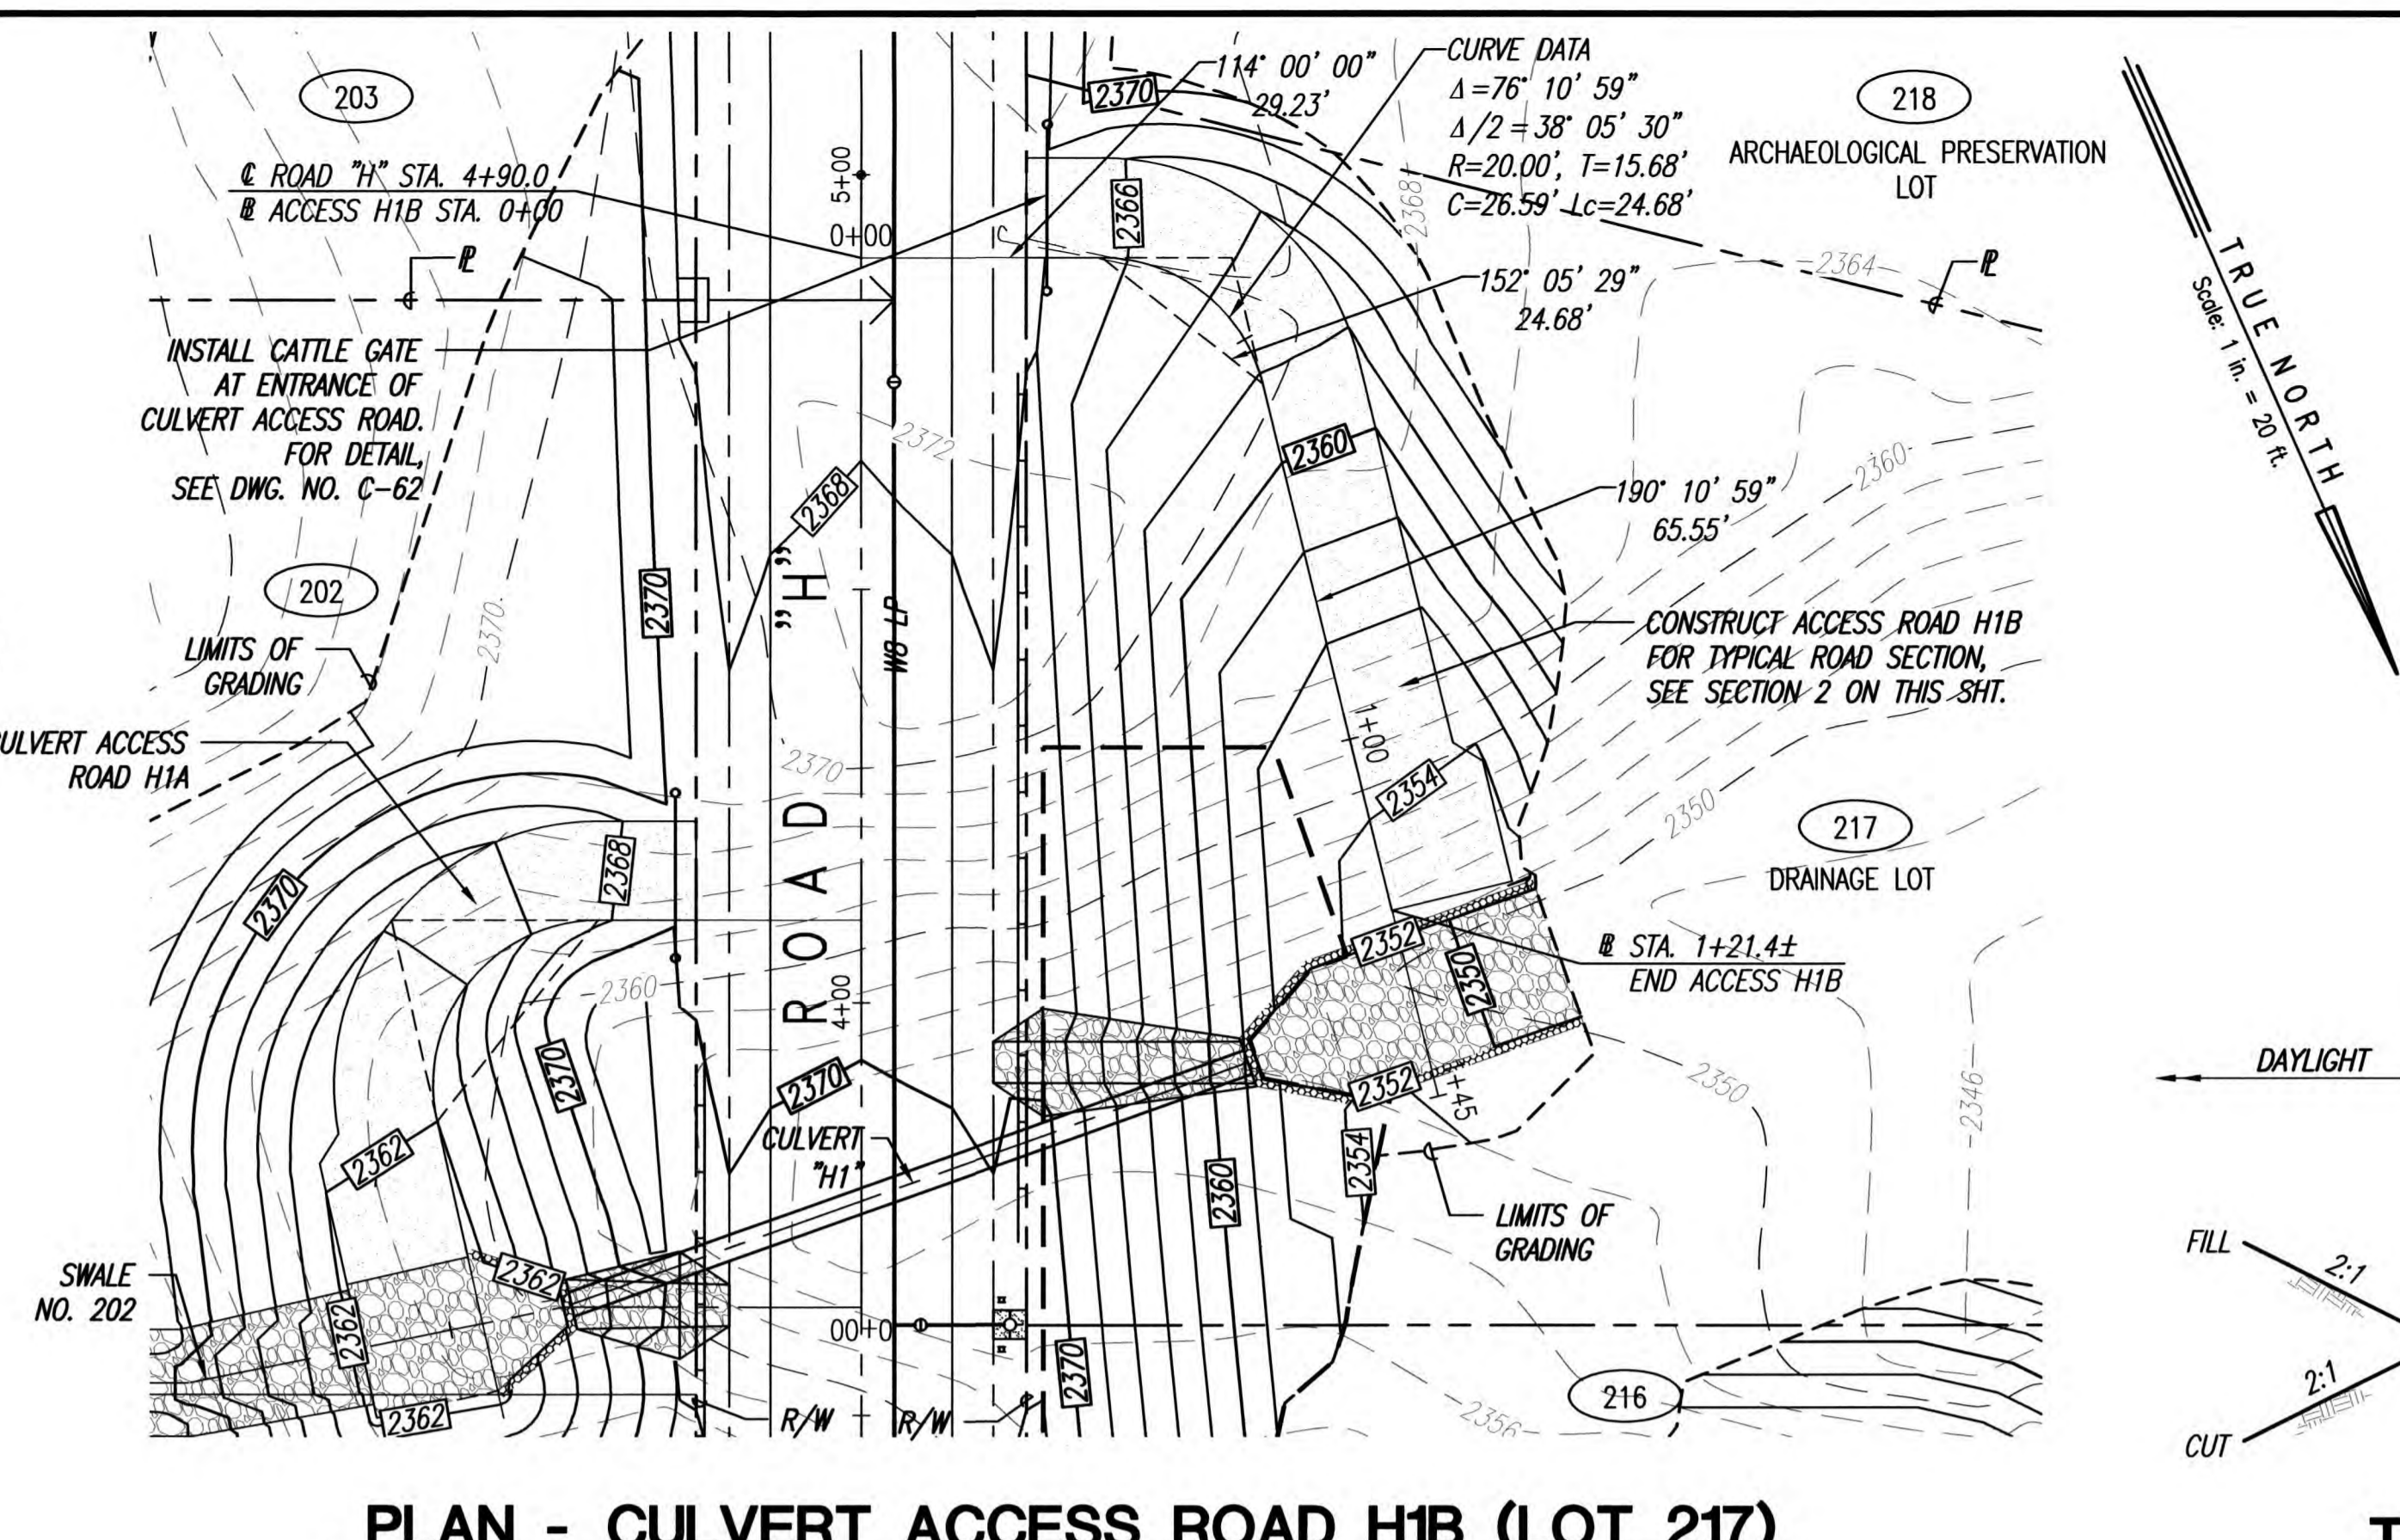 203
℄ ROAD "H" STA. 4+90.0
BL ACCESS H1B STA. 0+00
PL
INSTALL CATTLE GATE
AT ENTRANCE OF
CULVERT ACCESS ROAD.
FOR DETAIL,
SEE DWG. NO. C-62
202
LIMITS OF
GRADING
2370
2370
ULVERT ACCESS
ROAD H1A
2370
2368
2360
2370
2362
2362
SWALE
NO. 202
2362
2362
5+00
0+00
2372
2368
"H"
W8 LP
2370
ROAD
4+00
2370
CULVERT
"H1"
00+0
R/W
R/W
2370
114° 00' 00"
29.23'
CURVE DATA
Δ=76° 10' 59"
Δ/2 = 38° 05' 30"
R=20.00', T=15.68'
C=26.59' Lc=24.68'
2366
2368
218
ARCHAEOLOGICAL PRESERVATION
LOT
2364
PL
152° 05' 29"
24.68'
2360
2360
190° 10' 59"
65.55'
CONSTRUCT ACCESS ROAD H1B
FOR TYPICAL ROAD SECTION,
SEE SECTION 2 ON THIS SHT.
1+00
2354
2350
217
DRAINAGE LOT
2352
2350
BL STA. 1+21.4±
END ACCESS H1B
2352
1+45
2350
2346
2354
2360
LIMITS OF
GRADING
2370
2356
216
TRUE NORTH
Scale: 1 in. = 20 ft.
DAYLIGHT
FILL
2:1
2:1
CUT
PLAN - CULVERT ACCESS ROAD H1B (LOT 217)